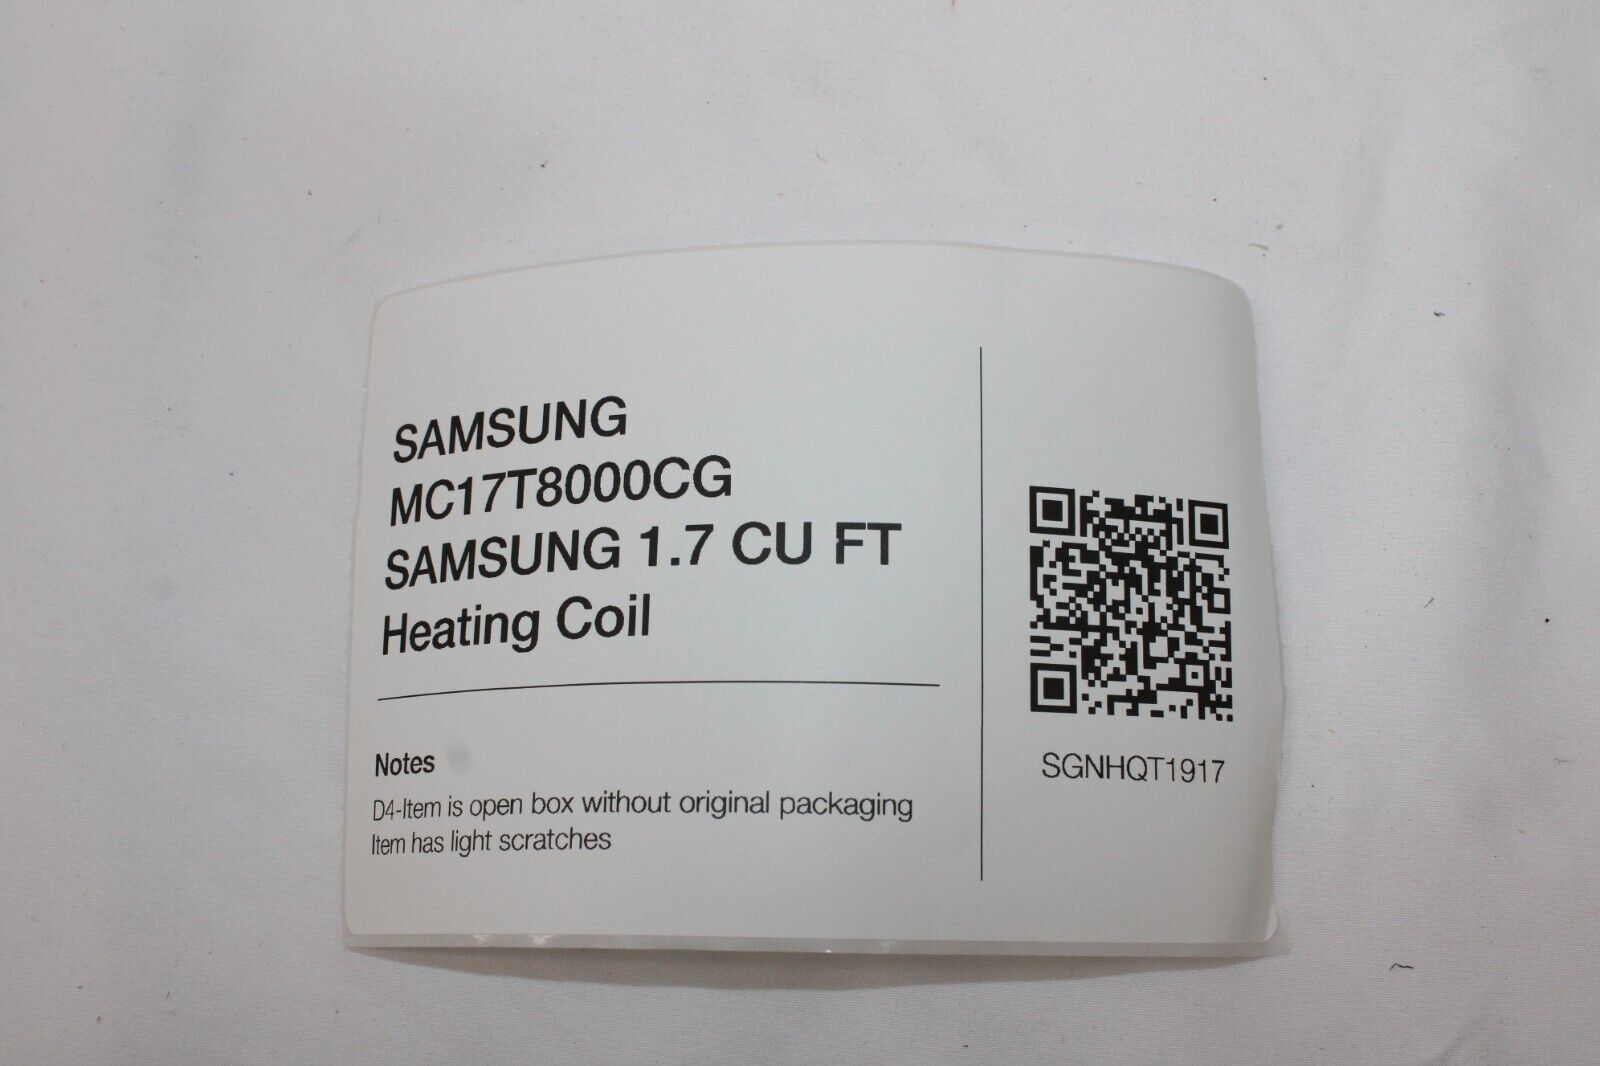 SAMSUNG
MC17T8000CG
SAMSUNG 1.7 CU FT
Heating Coil
Notes
D4-Item is open box without original packaging
Item has light scratches
SGNHQT1917